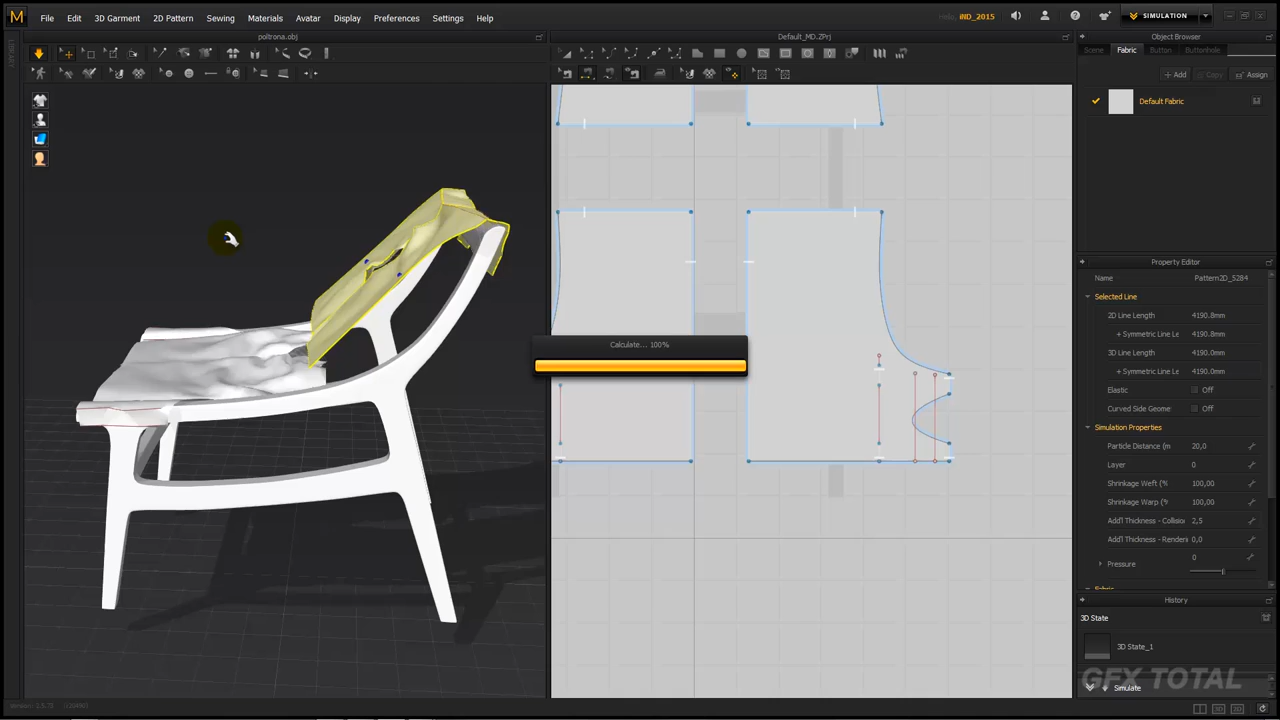 M File Edit 3D Garment 2D Pattern Sewing Materials Avatar Display Preferences Settings Help
Hello, iND_2015
SIMULATION
poltrona.obj
Default_MD.ZPrj
Object Browser
Scene Fabric Button Buttonhole
+ Add Copy Assign
Default Fabric
LIBRARY
Property Editor
Name Pattern2D_5284
Selected Line
2D Line Length 4190.8mm
+ Symmetric Line Le 4190.8mm
3D Line Length 4190.0mm
+ Symmetric Line Le 4190.0mm
Elastic Off
Curved Side Geome Off
Simulation Properties
Particle Distance (m 20,0
Layer 0
Shrinkage Weft (% 100,00
Shrinkage Warp (% 100,00
Add'l Thickness - Collisio 2,5
Add'l Thickness - Renderi 0,0
Pressure 0
Calculate... 100%
History
3D State
3D State_1
Simulate
GFX TOTAL